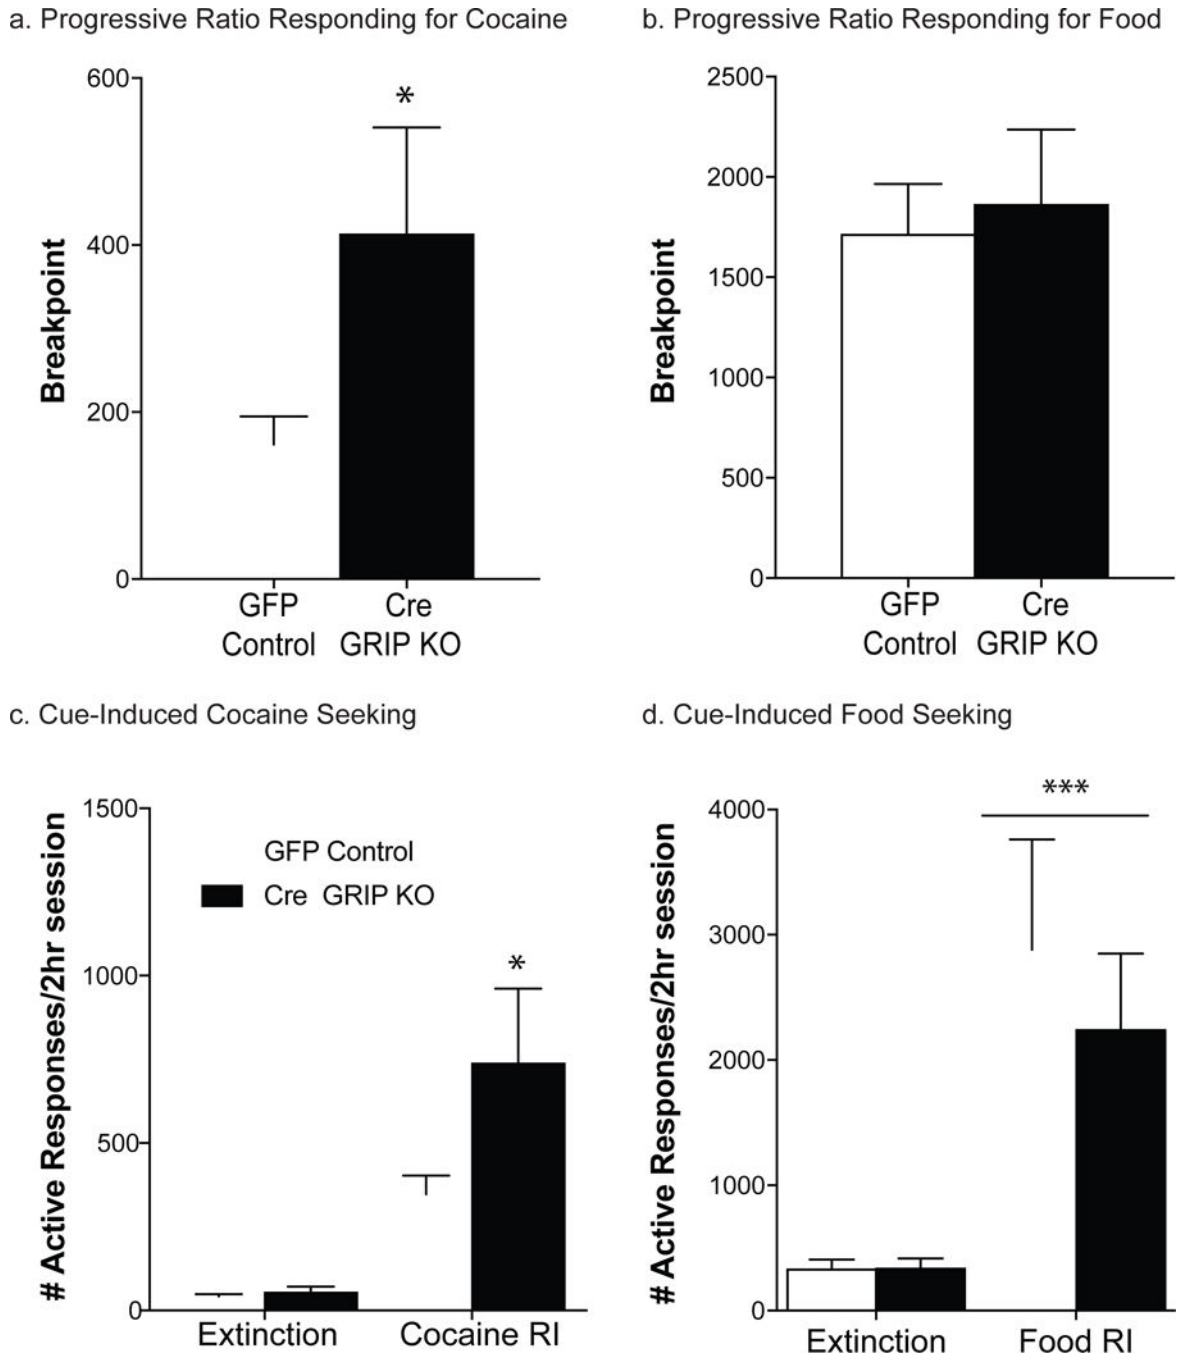 a. Progressive Ratio Responding for Cocaine
600
400
200
0
Breakpoint
*
GFP
Control
Cre
GRIP KO
b. Progressive Ratio Responding for Food
2500
2000
1500
1000
500
0
Breakpoint
GFP
Control
Cre
GRIP KO
c. Cue-Induced Cocaine Seeking
1500
1000
500
0
# Active Responses/2hr session
GFP Control
Cre GRIP KO
*
Extinction
Cocaine RI
d. Cue-Induced Food Seeking
4000
3000
2000
1000
0
# Active Responses/2hr session
***
Extinction
Food RI